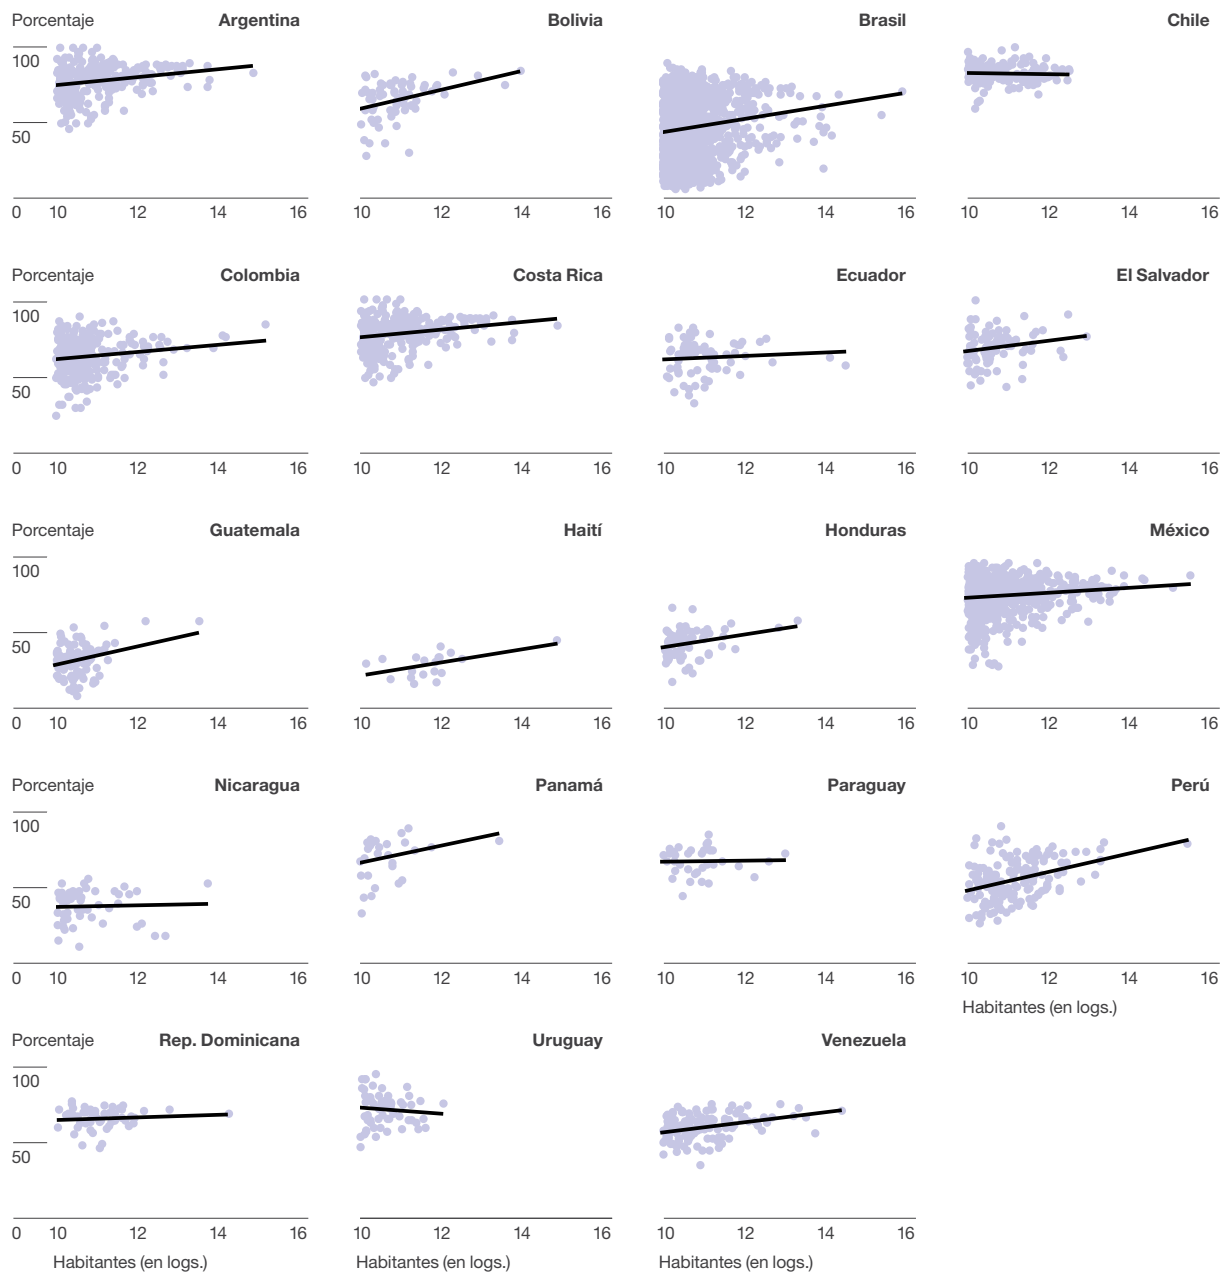 Porcentaje Argentina Bolivia Brasil Chile
100
50
0 10 12 14 16 10 12 14 16 10 12 14 16 10 12 14 16
Porcentaje Colombia Costa Rica Ecuador El Salvador
100
50
0 10 12 14 16 10 12 14 16 10 12 14 16 10 12 14 16
Porcentaje Guatemala Haití Honduras México
100
50
0 10 12 14 16 10 12 14 16 10 12 14 16 10 12 14 16
Porcentaje Nicaragua Panamá Paraguay Perú
100
50
0 10 12 14 16 10 12 14 16 10 12 14 16 10 12 14 16
Habitantes (en logs.)
Porcentaje Rep. Dominicana Uruguay Venezuela
100
50
0 10 12 14 16 10 12 14 16 10 12 14 16
Habitantes (en logs.) Habitantes (en logs.) Habitantes (en logs.)